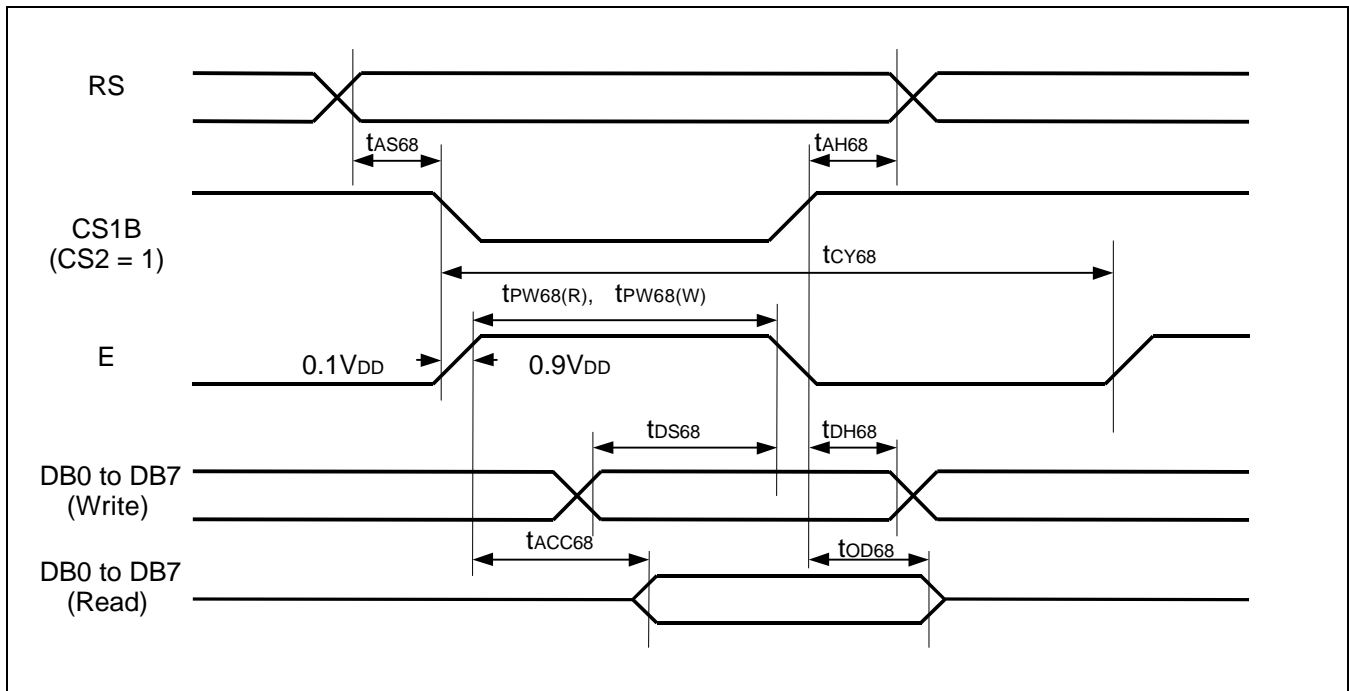 RS
tAS68
tAH68
CS1B
(CS2 = 1)
tCY68
tPW68(R), tPW68(W)
E
0.1VDD
0.9VDD
tDS68
tDH68
DB0 to DB7
(Write)
tACC68
tOD68
DB0 to DB7
(Read)